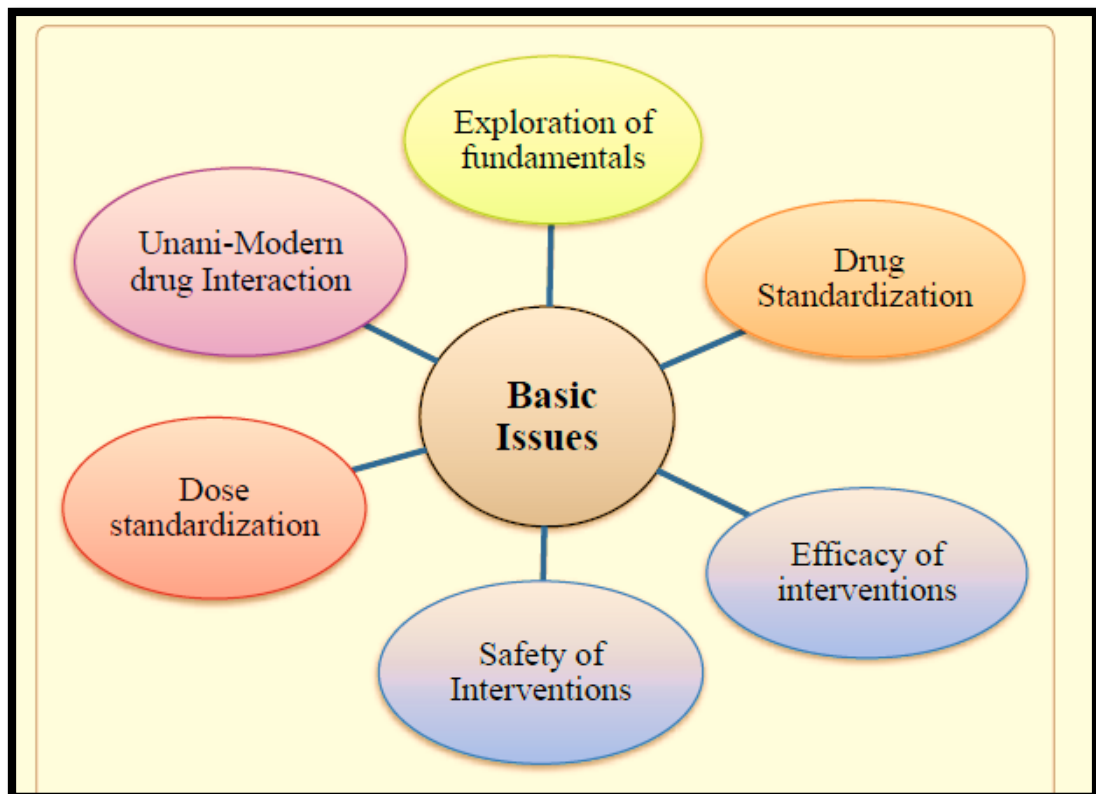 Exploration of
fundamentals
Unani-Modern
drug Interaction
Drug
Standardization
Basic
Issues
Dose
standardization
Efficacy of
interventions
Safety of
Interventions